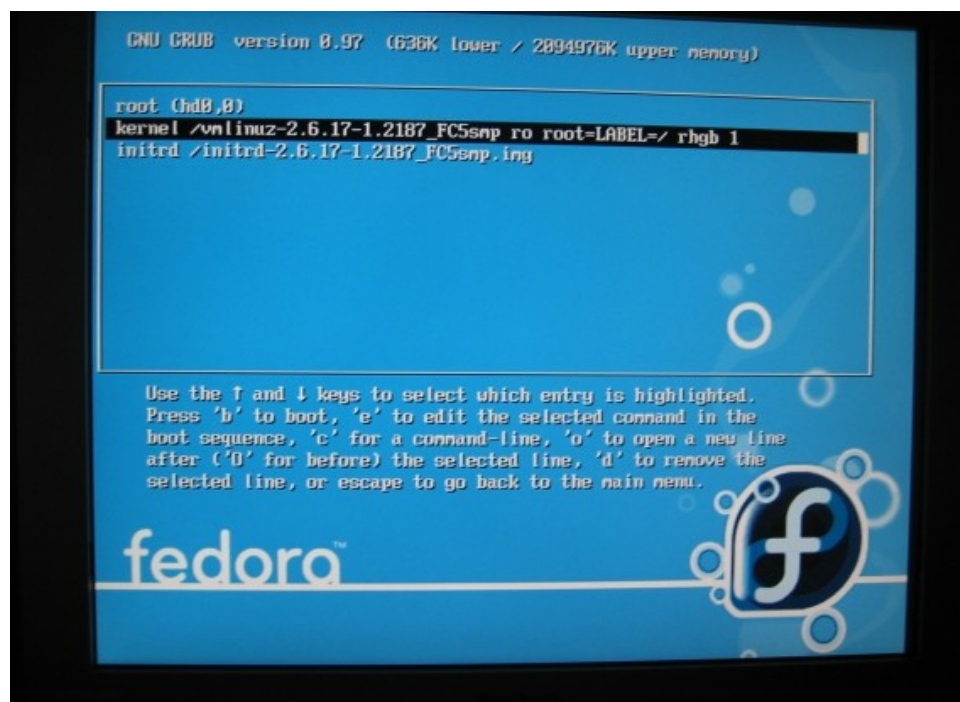 GNU GRUB version 0.97 (636K lower / 2094976K upper memory)
root (hd0,0)
kernel /vmlinuz-2.6.17-1.2187_FC5smp ro root=LABEL=/ rhgb 1
initrd /initrd-2.6.17-1.2187_FC5smp.img
Use the ↑ and ↓ keys to select which entry is highlighted.
Press 'b' to boot, 'e' to edit the selected command in the
boot sequence, 'c' for a command-line, 'o' to open a new line
after ('O' for before) the selected line, 'd' to remove the
selected line, or escape to go back to the main menu.
fedora™